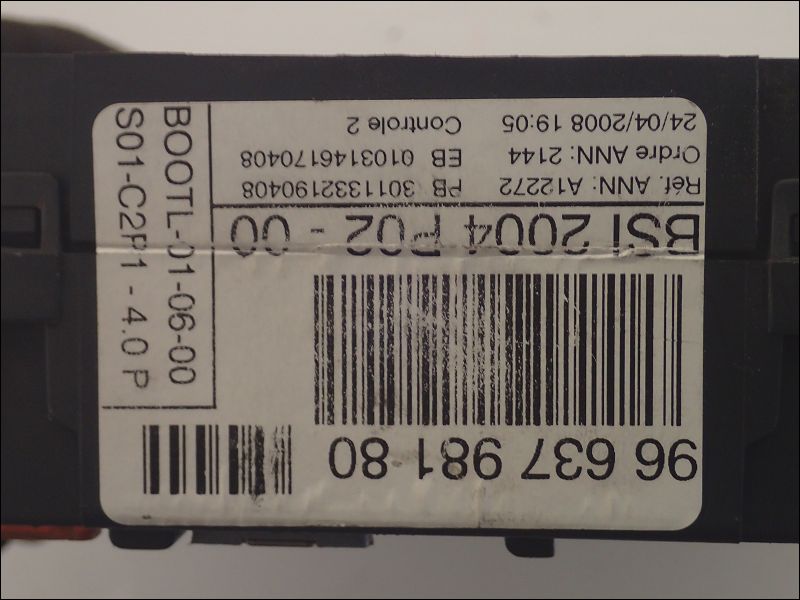 96 637 981 80
BSI 2004 P02 - 00
Réf. ANN: A12272 PB 3011332190408
Ordre ANN: 2144 EB 0103146170408
24/04/2008 19:05 Controle 2
BOOTL-01-06-00
S01-C2P1 - 4.0 P